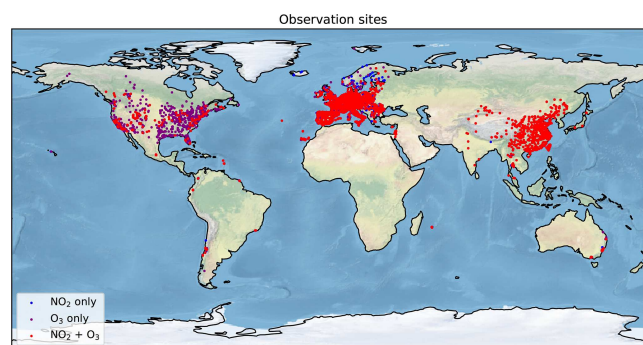 Observation sites
NO₂ only
O₃ only
NO₂ + O₃